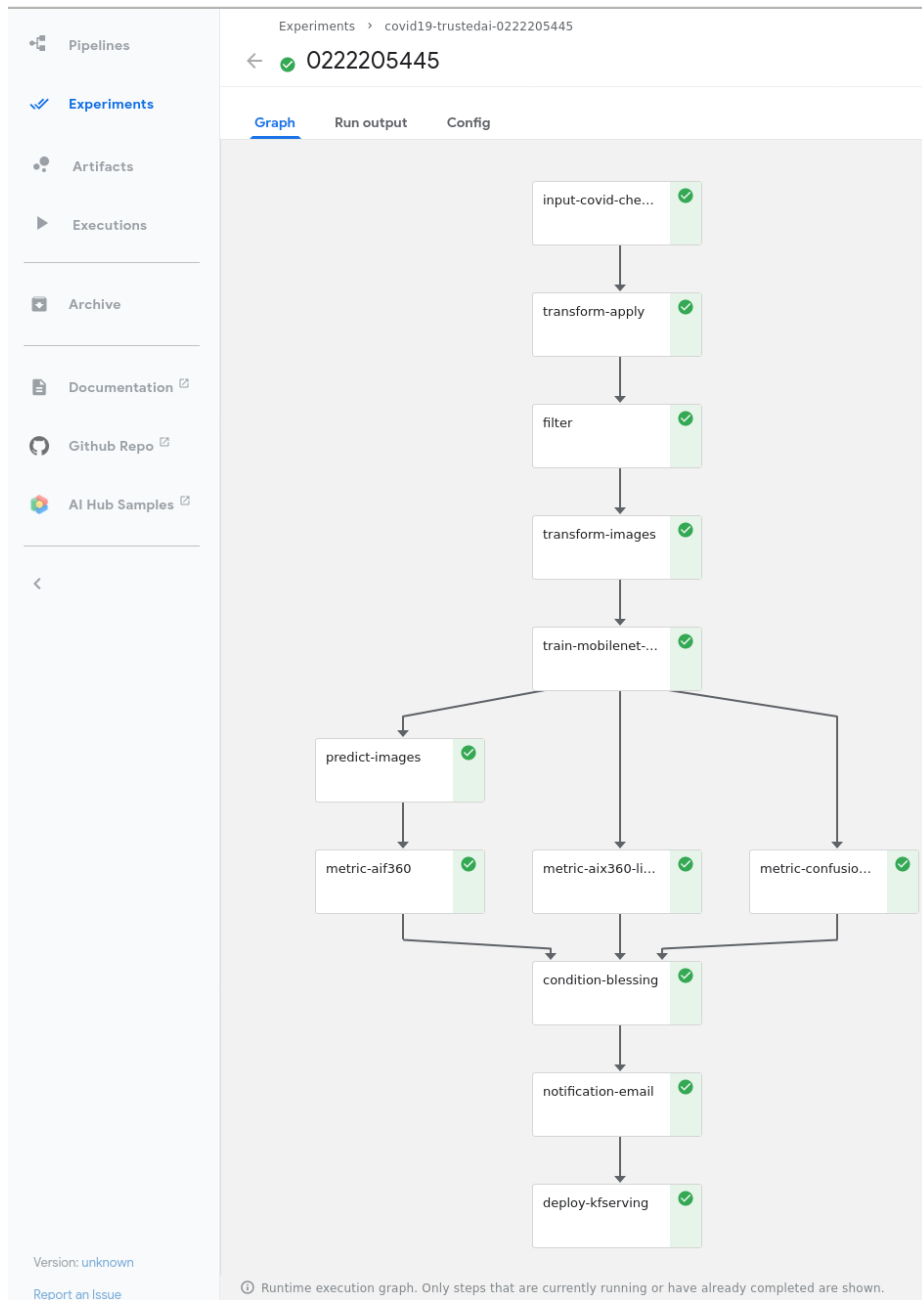 Experiments › covid19-trustedai-0222205445
0222205445
Graph Run output Config
Pipelines
Experiments
Artifacts
Executions
Archive
Documentation
Github Repo
AI Hub Samples
Version: unknown
Report an Issue
input-covid-che...
transform-apply
filter
transform-images
train-mobilenet-...
predict-images
metric-aif360
metric-aix360-li...
metric-confusio...
condition-blessing
notification-email
deploy-kfserving
Runtime execution graph. Only steps that are currently running or have already completed are shown.